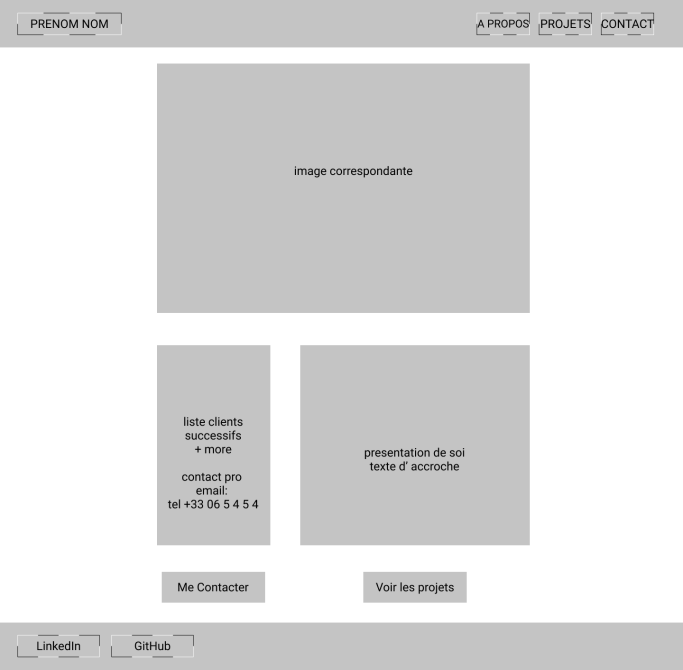 PRENOM NOM
A PROPOS
PROJETS
CONTACT
image correspondante
liste clients
successifs
+ more
contact pro
email:
tel +33 06 5 4 5 4
presentation de soi
texte d' accroche
Me Contacter
Voir les projets
LinkedIn
GitHub